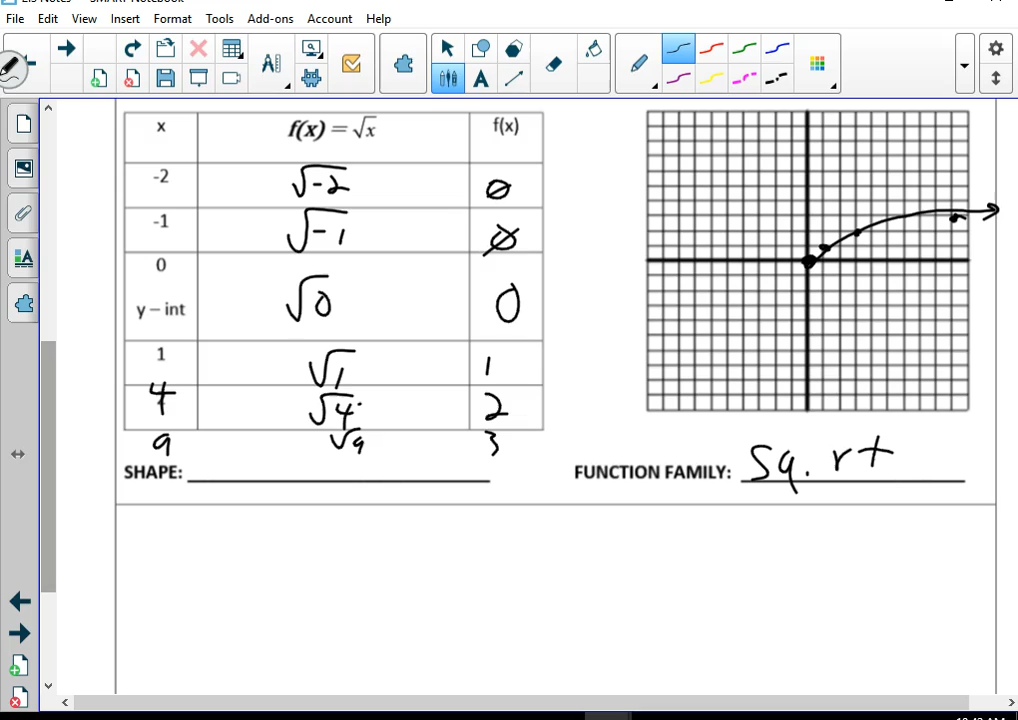 File Edit View Insert Format Tools Add-ons Account Help
x f(x) = √x f(x)
-2 √-2 ∅
-1 √-1 ∅
0
y – int √0 0
1 √1 1
4 √4 2
9 √9 3
SHAPE: FUNCTION FAMILY: Sq. rt